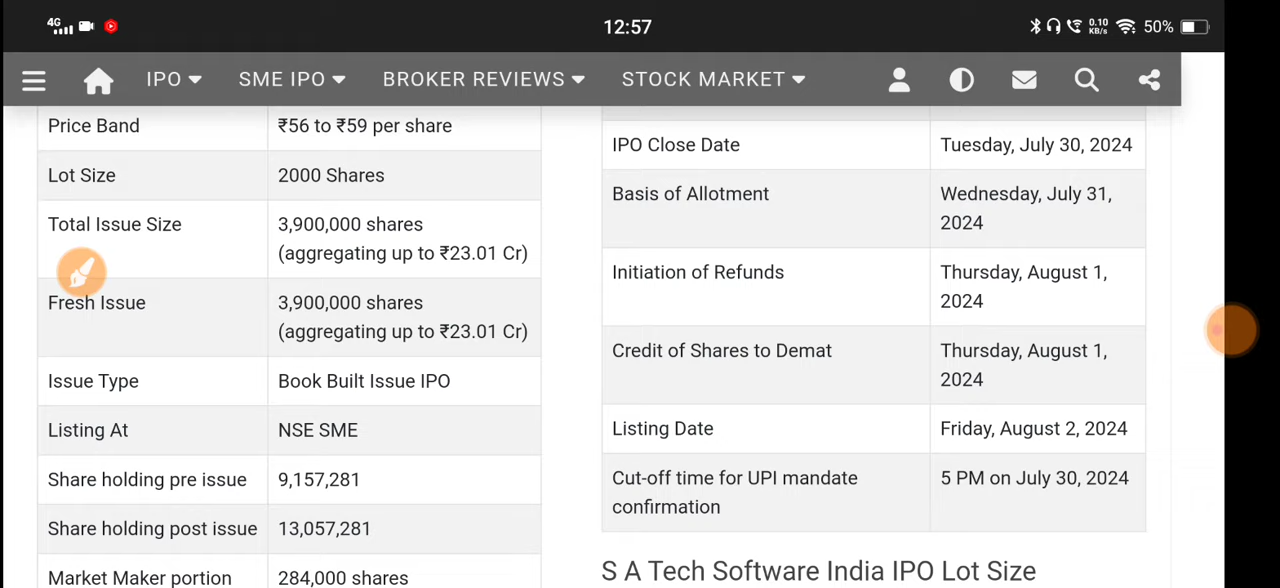 4G 12:57 0.10 KB/s 50%
IPO SME IPO BROKER REVIEWS STOCK MARKET
Price Band ₹56 to ₹59 per share
Lot Size 2000 Shares
Total Issue Size 3,900,000 shares
(aggregating up to ₹23.01 Cr)
Fresh Issue 3,900,000 shares
(aggregating up to ₹23.01 Cr)
Issue Type Book Built Issue IPO
Listing At NSE SME
Share holding pre issue 9,157,281
Share holding post issue 13,057,281
Market Maker portion 284,000 shares
IPO Close Date Tuesday, July 30, 2024
Basis of Allotment Wednesday, July 31,
2024
Initiation of Refunds Thursday, August 1,
2024
Credit of Shares to Demat Thursday, August 1,
2024
Listing Date Friday, August 2, 2024
Cut-off time for UPI mandate 5 PM on July 30, 2024
confirmation
S A Tech Software India IPO Lot Size